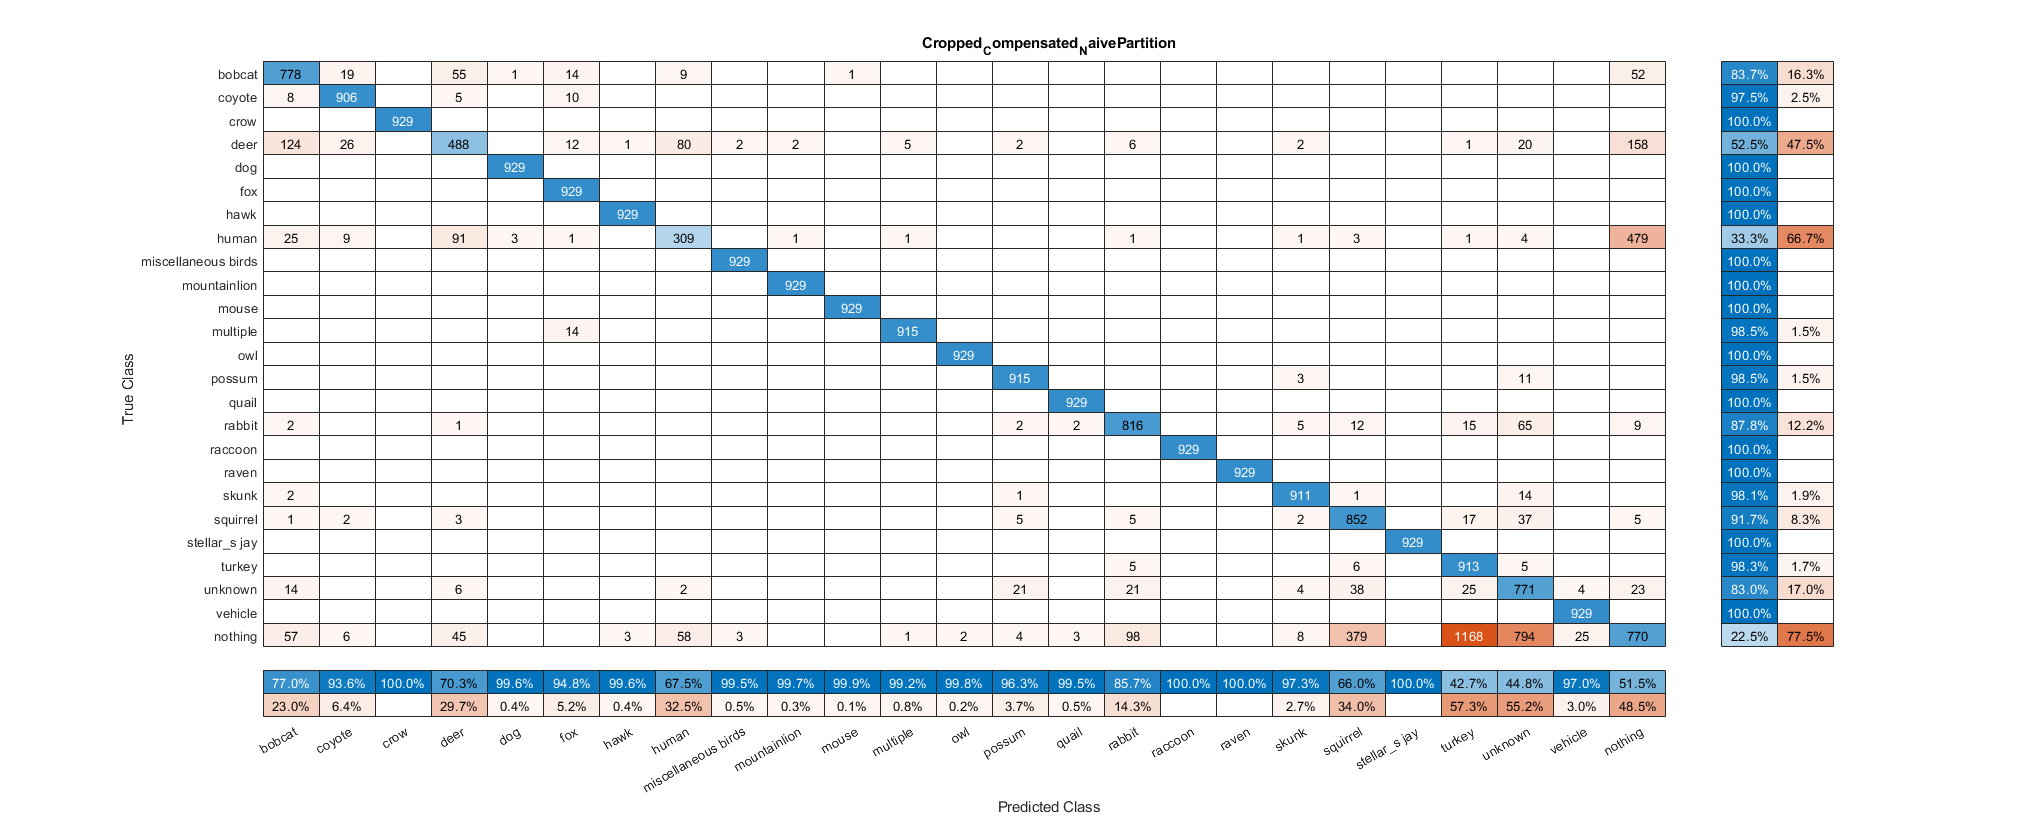 Cropped_Compensated_NaivePartition
bobcat 778 19 55 1 14 9 1 52 83.7% 16.3%
coyote 8 906 5 10 97.5% 2.5%
crow 929 100.0%
deer 124 26 488 12 1 80 2 2 5 2 6 2 1 20 158 52.5% 47.5%
dog 929 100.0%
fox 929 100.0%
hawk 929 100.0%
human 25 9 91 3 1 309 1 1 1 1 3 1 4 479 33.3% 66.7%
miscellaneous birds 929 100.0%
mountainlion 929 100.0%
mouse 929 100.0%
multiple 14 915 98.5% 1.5%
owl 929 100.0%
possum 915 3 11 98.5% 1.5%
quail 929 100.0%
rabbit 2 1 2 2 816 5 12 15 65 9 87.8% 12.2%
raccoon 929 100.0%
raven 929 100.0%
skunk 2 1 911 1 14 98.1% 1.9%
squirrel 1 2 3 5 5 2 852 17 37 5 91.7% 8.3%
stellar_s jay 929 100.0%
turkey 5 6 913 5 98.3% 1.7%
unknown 14 6 2 21 21 4 38 25 771 4 23 83.0% 17.0%
vehicle 929 100.0%
nothing 57 6 45 3 58 3 1 2 4 3 98 8 379 1168 794 25 770 22.5% 77.5%
True Class
77.0% 93.6% 100.0% 70.3% 99.6% 94.8% 99.6% 67.5% 99.5% 99.7% 99.9% 99.2% 99.8% 96.3% 99.5% 85.7% 100.0% 100.0% 97.3% 66.0% 100.0% 42.7% 44.8% 97.0% 51.5%
23.0% 6.4% 29.7% 0.4% 5.2% 0.4% 32.5% 0.5% 0.3% 0.1% 0.8% 0.2% 3.7% 0.5% 14.3% 2.7% 34.0% 57.3% 55.2% 3.0% 48.5%
bobcat coyote crow deer dog fox hawk human miscellaneous birds mountainlion mouse multiple owl possum quail rabbit raccoon raven skunk squirrel stellar_s jay turkey unknown vehicle nothing
Predicted Class